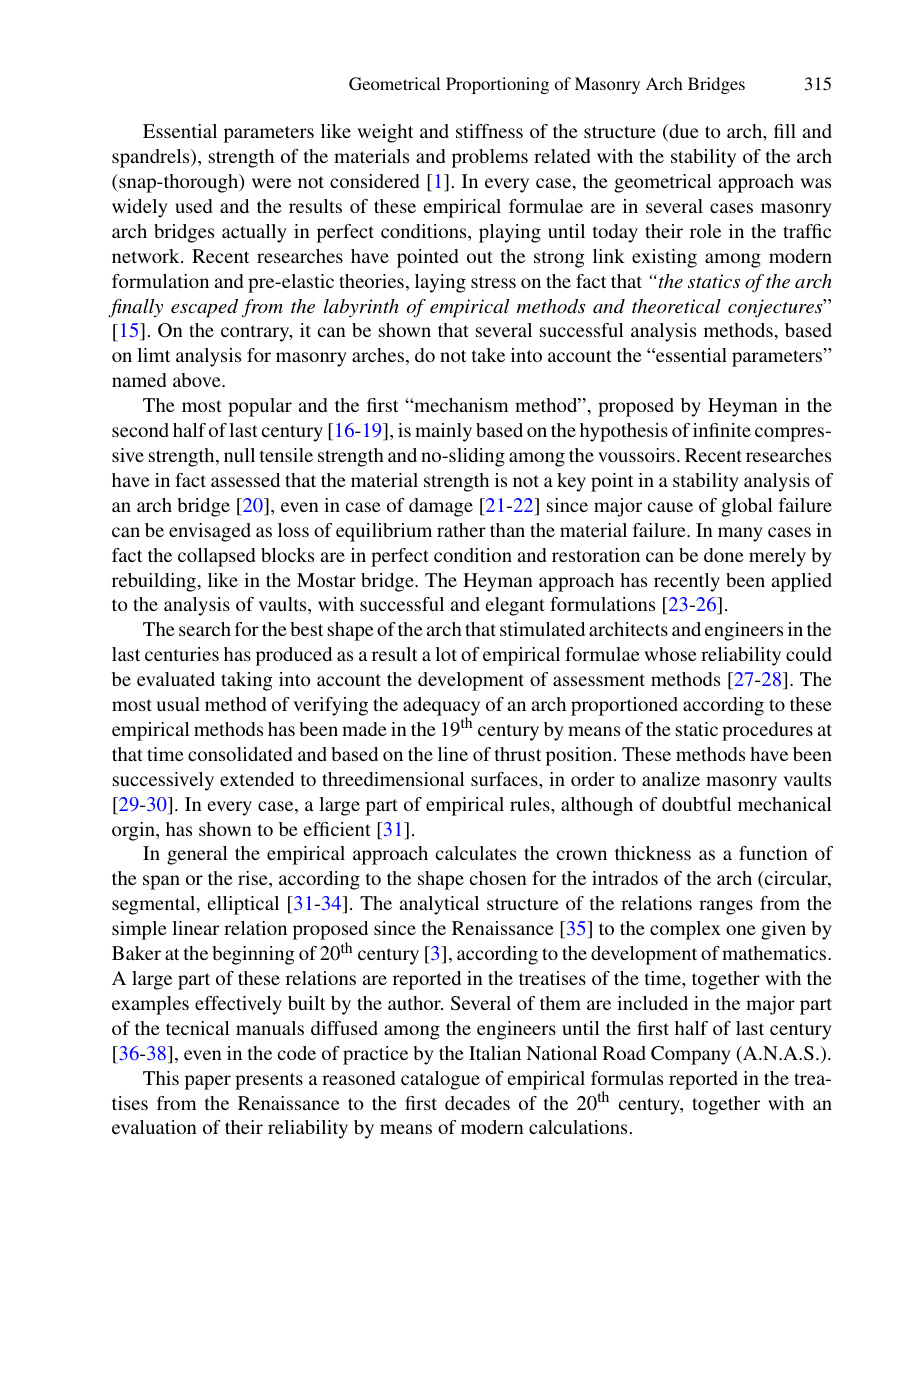 Geometrical Proportioning of Masonry Arch Bridges 315
Essential parameters like weight and stiffness of the structure (due to arch, fill and
spandrels), strength of the materials and problems related with the stability of the arch
(snap-thorough) were not considered [1]. In every case, the geometrical approach was
widely used and the results of these empirical formulae are in several cases masonry
arch bridges actually in perfect conditions, playing until today their role in the traffic
network. Recent researches have pointed out the strong link existing among modern
formulation and pre-elastic theories, laying stress on the fact that “the statics of the arch
finally escaped from the labyrinth of empirical methods and theoretical conjectures”
[15]. On the contrary, it can be shown that several successful analysis methods, based
on limt analysis for masonry arches, do not take into account the “essential parameters”
named above.
The most popular and the first “mechanism method”, proposed by Heyman in the
second half of last century [16-19], is mainly based on the hypothesis of infinite compres-
sive strength, null tensile strength and no-sliding among the voussoirs. Recent researches
have in fact assessed that the material strength is not a key point in a stability analysis of
an arch bridge [20], even in case of damage [21-22] since major cause of global failure
can be envisaged as loss of equilibrium rather than the material failure. In many cases in
fact the collapsed blocks are in perfect condition and restoration can be done merely by
rebuilding, like in the Mostar bridge. The Heyman approach has recently been applied
to the analysis of vaults, with successful and elegant formulations [23-26].
The search for the best shape of the arch that stimulated architects and engineers in the
last centuries has produced as a result a lot of empirical formulae whose reliability could
be evaluated taking into account the development of assessment methods [27-28]. The
most usual method of verifying the adequacy of an arch proportioned according to these
empirical methods has been made in the 19th century by means of the static procedures at
that time consolidated and based on the line of thrust position. These methods have been
successively extended to threedimensional surfaces, in order to analize masonry vaults
[29-30]. In every case, a large part of empirical rules, although of doubtful mechanical
orgin, has shown to be efficient [31].
In general the empirical approach calculates the crown thickness as a function of
the span or the rise, according to the shape chosen for the intrados of the arch (circular,
segmental, elliptical [31-34]. The analytical structure of the relations ranges from the
simple linear relation proposed since the Renaissance [35] to the complex one given by
Baker at the beginning of 20th century [3], according to the development of mathematics.
A large part of these relations are reported in the treatises of the time, together with the
examples effectively built by the author. Several of them are included in the major part
of the tecnical manuals diffused among the engineers until the first half of last century
[36-38], even in the code of practice by the Italian National Road Company (A.N.A.S.).
This paper presents a reasoned catalogue of empirical formulas reported in the trea-
tises from the Renaissance to the first decades of the 20th century, together with an
evaluation of their reliability by means of modern calculations.